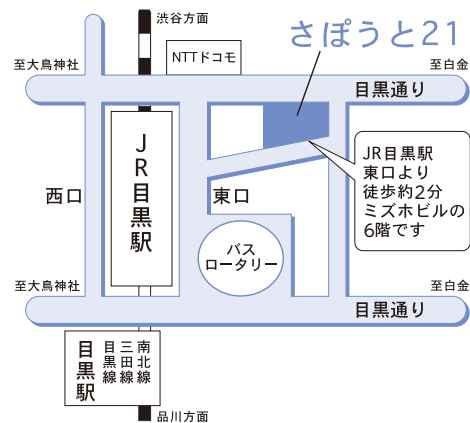 渋谷方面
さぽうと21
NTTドコモ
至大鳥神社
至白金
目黒通り
JR目黒駅
JR目黒駅
東口より
徒歩約2分
ミズホビルの
6階です
西口
東口
バス
ロータリー
至大鳥神社
至白金
目黒通り
目黒駅
目黒線
三田線
南北線
品川方面